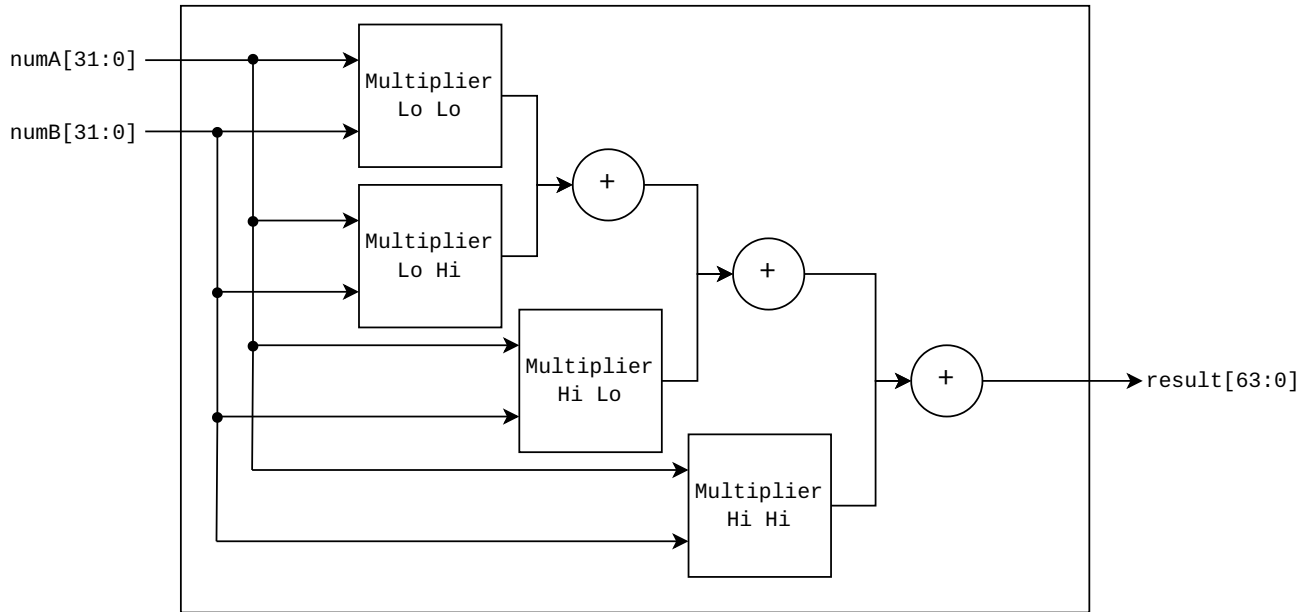 numA[31:0]
numB[31:0]
Multiplier
Lo Lo
+
Multiplier
Lo Hi
+
Multiplier
Hi Lo
+
result[63:0]
Multiplier
Hi Hi